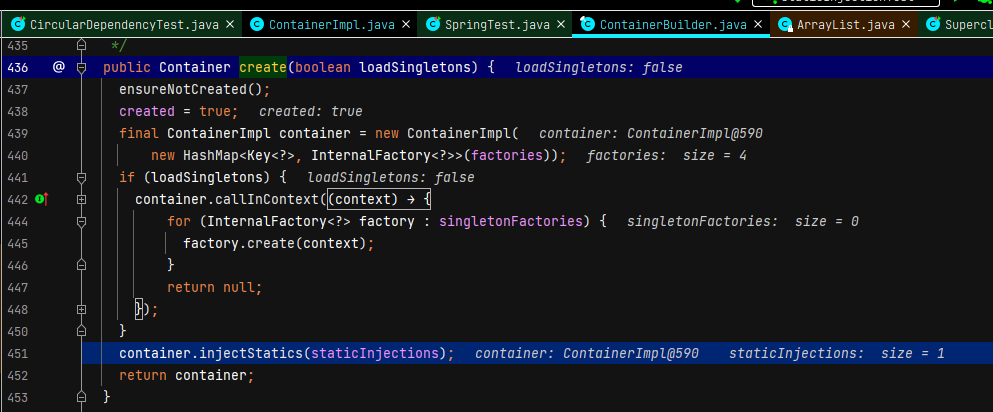 CircularDependencyTest.java × ContainerImpl.java × SpringTest.java × ContainerBuilder.java × ArrayList.java × Supercl
435 */
436 @ public Container create(boolean loadSingletons) { loadSingletons: false
437 ensureNotCreated();
438 created = true; created: true
439 final ContainerImpl container = new ContainerImpl( container: ContainerImpl@590
440 new HashMap<Key<?>, InternalFactory<?>>(factories)); factories: size = 4
441 if (loadSingletons) { loadSingletons: false
442 container.callInContext((context) → {
444 for (InternalFactory<?> factory : singletonFactories) { singletonFactories: size = 0
445 factory.create(context);
446 }
447 return null;
448 });
450 }
451 container.injectStatics(staticInjections); container: ContainerImpl@590 staticInjections: size = 1
452 return container;
453 }